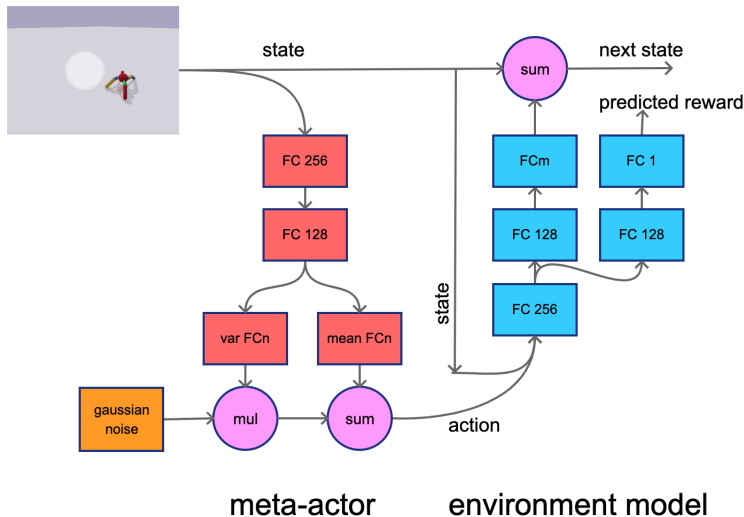 state
sum
next state
predicted reward
FC 256
FCm
FC 1
FC 128
FC 128
FC 128
state
FC 256
var FCn
mean FCn
gaussian
noise
mul
sum
action
meta-actor
environment model